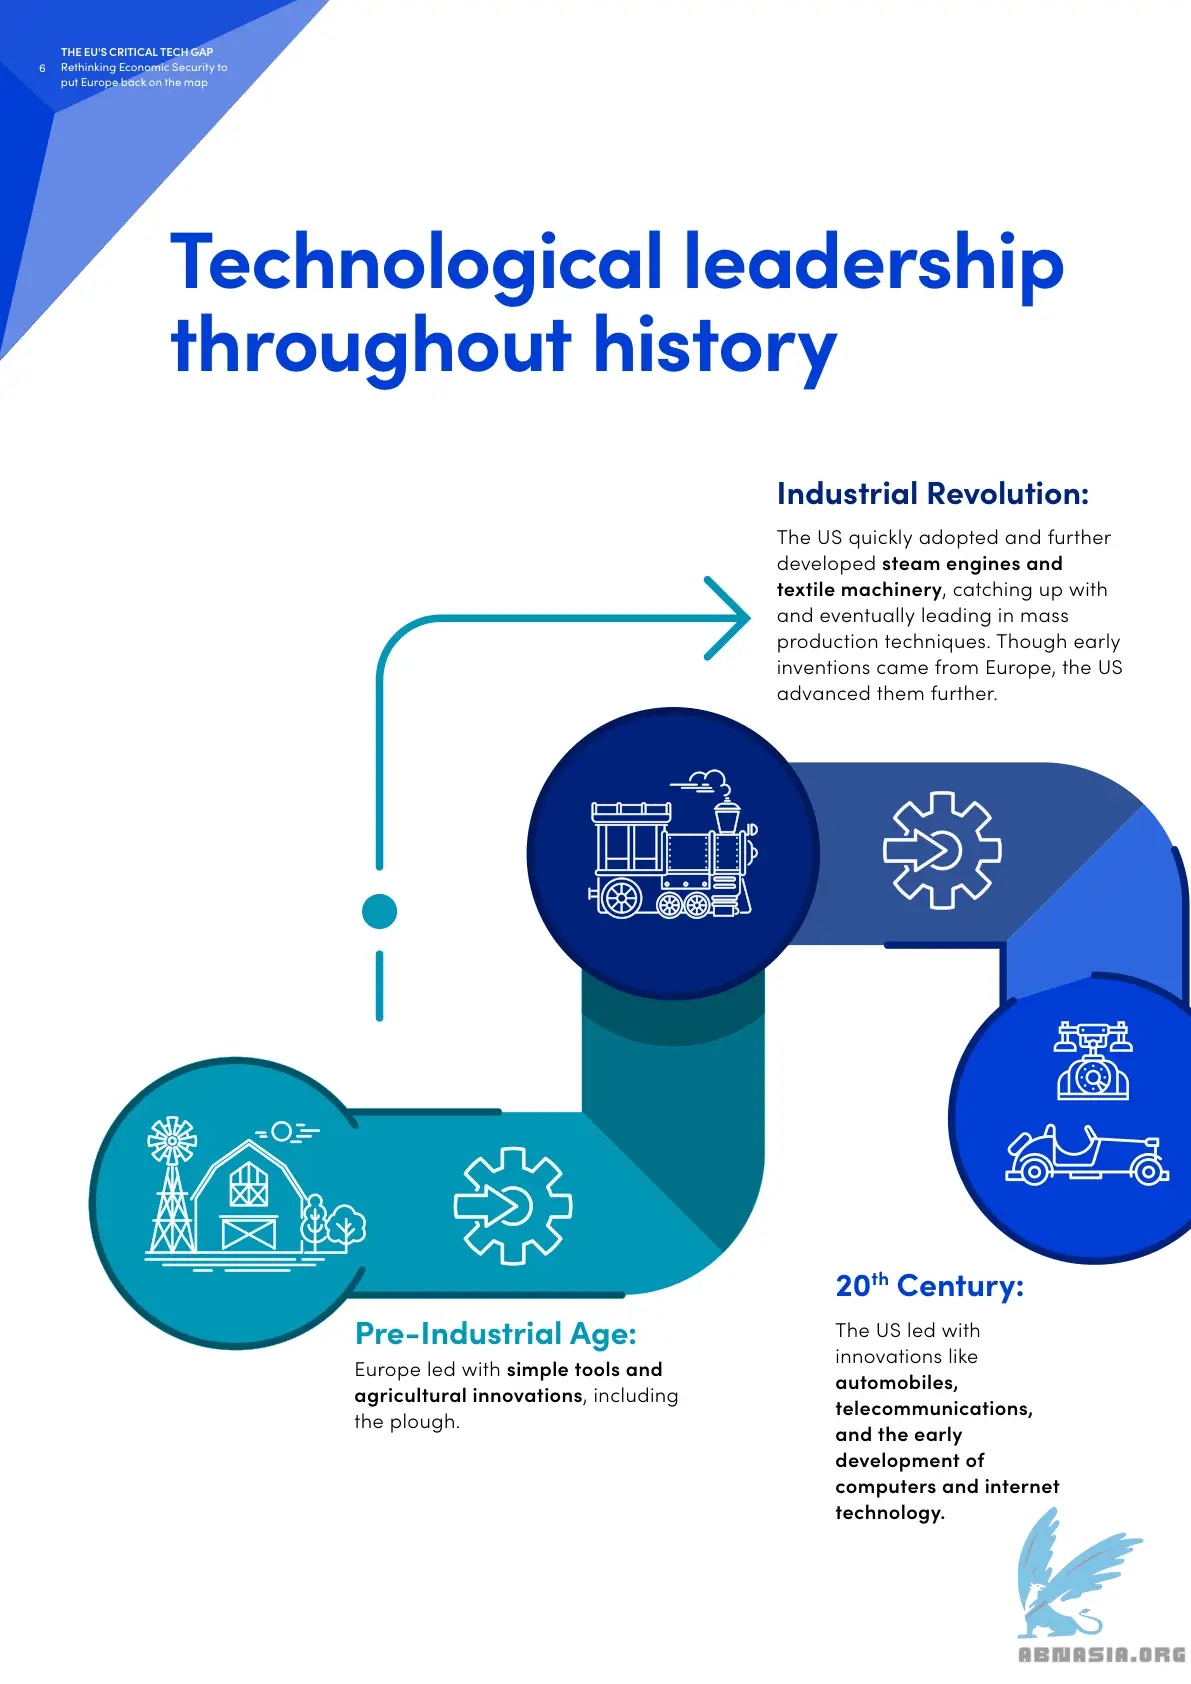 THE EU'S CRITICAL TECH GAP
6 Rethinking Economic Security to
put Europe back on the map
Technological leadership
throughout history
Industrial Revolution:
The US quickly adopted and further
developed steam engines and
textile machinery, catching up with
and eventually leading in mass
production techniques. Though early
inventions came from Europe, the US
advanced them further.
Pre-Industrial Age:
Europe led with simple tools and
agricultural innovations, including
the plough.
20th Century:
The US led with
innovations like
automobiles,
telecommunications,
and the early
development of
computers and internet
technology.
ABNASIA.ORG